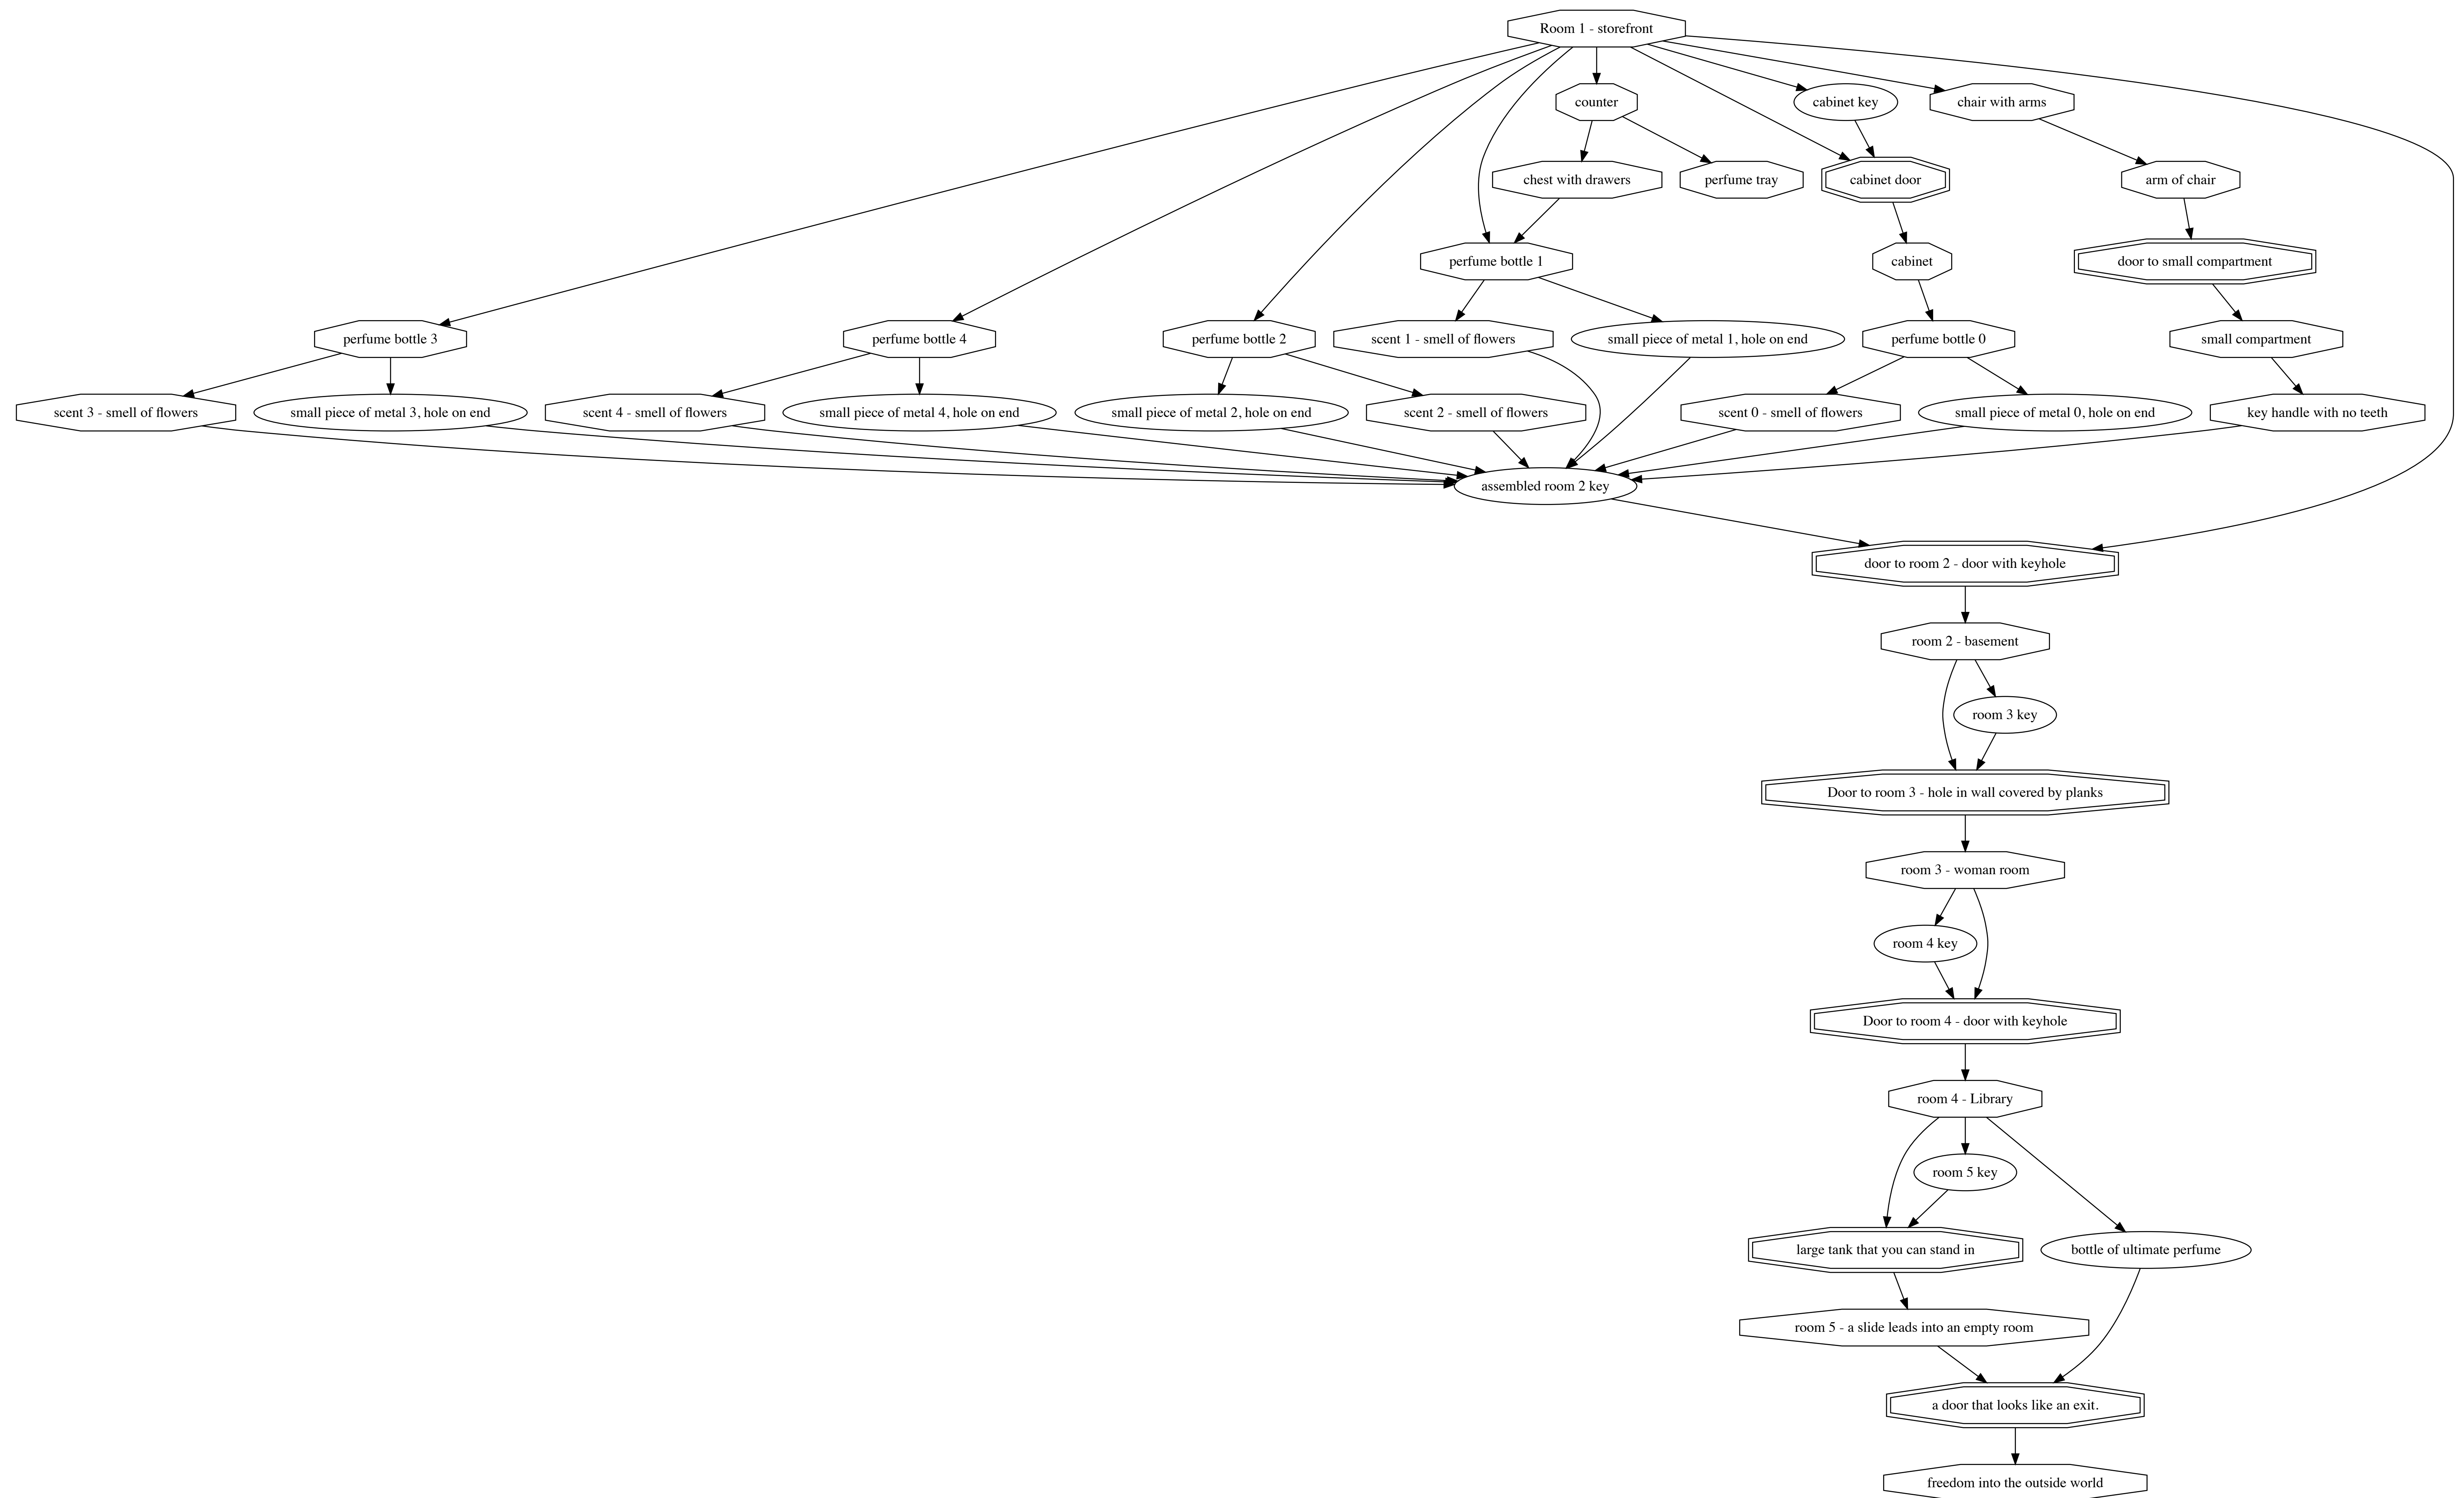 Room 1 - storefront
counter
cabinet key
chair with arms
chest with drawers
perfume tray
cabinet door
arm of chair
perfume bottle 1
cabinet
door to small compartment
perfume bottle 3
perfume bottle 4
perfume bottle 2
scent 1 - smell of flowers
small piece of metal 1, hole on end
perfume bottle 0
small compartment
scent 3 - smell of flowers
small piece of metal 3, hole on end
scent 4 - smell of flowers
small piece of metal 4, hole on end
small piece of metal 2, hole on end
scent 2 - smell of flowers
scent 0 - smell of flowers
small piece of metal 0, hole on end
key handle with no teeth
assembled room 2 key
door to room 2 - door with keyhole
room 2 - basement
room 3 key
Door to room 3 - hole in wall covered by planks
room 3 - woman room
room 4 key
Door to room 4 - door with keyhole
room 4 - Library
room 5 key
large tank that you can stand in
bottle of ultimate perfume
room 5 - a slide leads into an empty room
a door that looks like an exit.
freedom into the outside world